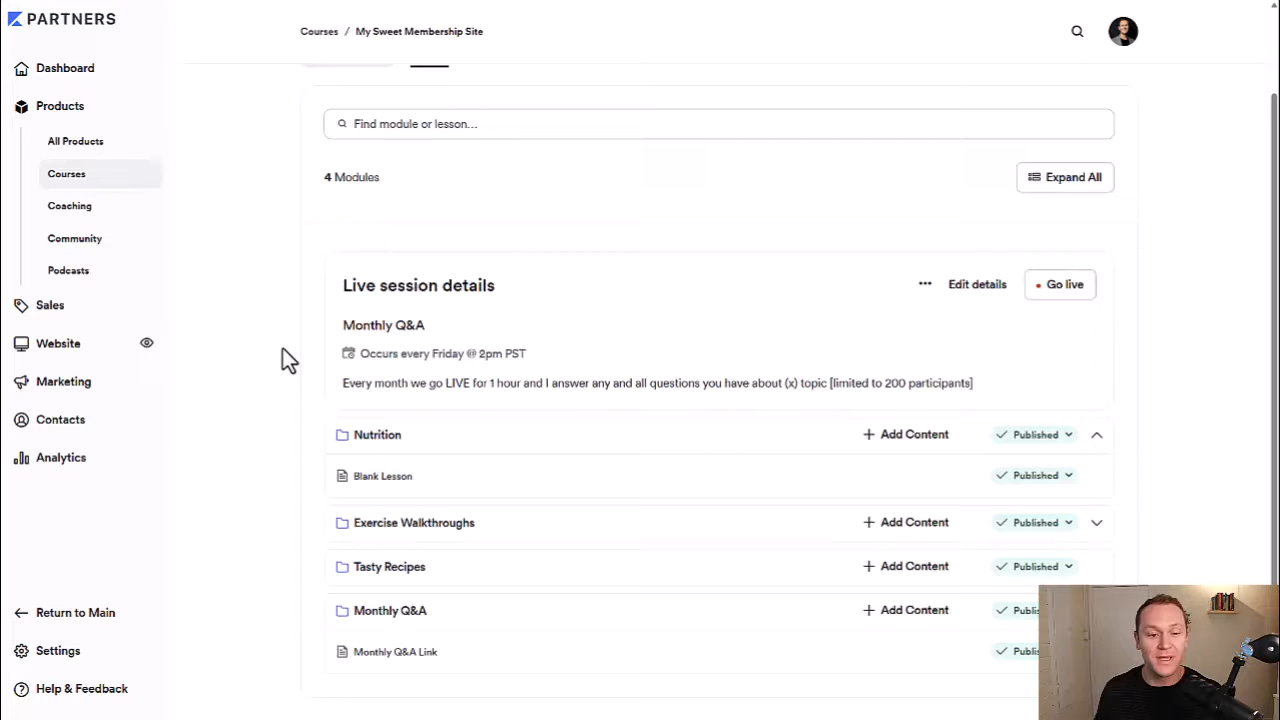 PARTNERS
Courses / My Sweet Membership Site
Dashboard
Products
All Products
Courses
Coaching
Community
Podcasts
Sales
Website
Marketing
Contacts
Analytics
Return to Main
Settings
Help & Feedback
Find module or lesson...
4 Modules
Expand All
Live session details
••• Edit details Go live
Monthly Q&A
Occurs every Friday @ 2pm PST
Every month we go LIVE for 1 hour and I answer any and all questions you have about (x) topic [limited to 200 participants]
Nutrition + Add Content Published
Blank Lesson Published
Exercise Walkthroughs + Add Content Published
Tasty Recipes + Add Content Published
Monthly Q&A + Add Content Publi
Monthly Q&A Link Publi